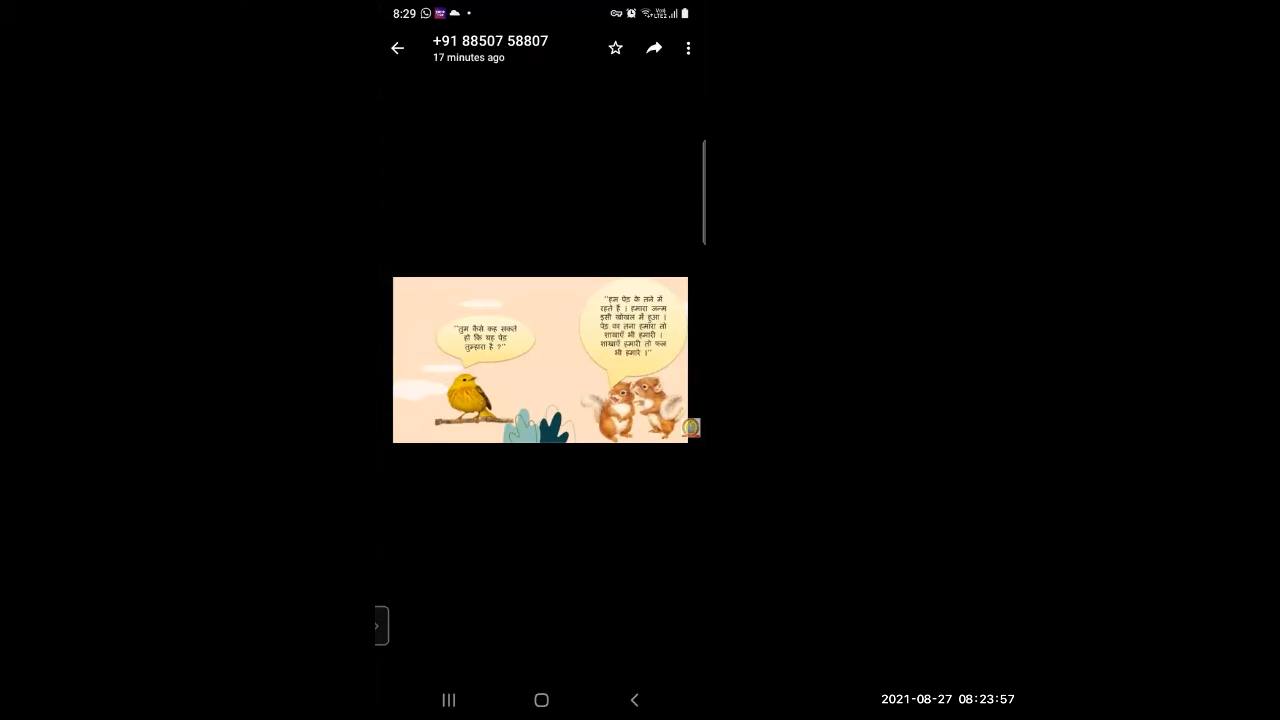 8:29
+91 88507 58807
17 minutes ago
"तुम कैसे कह सकते
हो कि यह पेड़
तुम्हारा है ?"
"हम पेड़ के तने में
रहते हैं । हमारा जन्म
इसी खोखल में हुआ ।
पेड़ का तना हमारा तो
शाखाएँ भी हमारी ।
शाखाएँ हमारी तो फल
भी हमारे ।"
2021-08-27 08:23:57